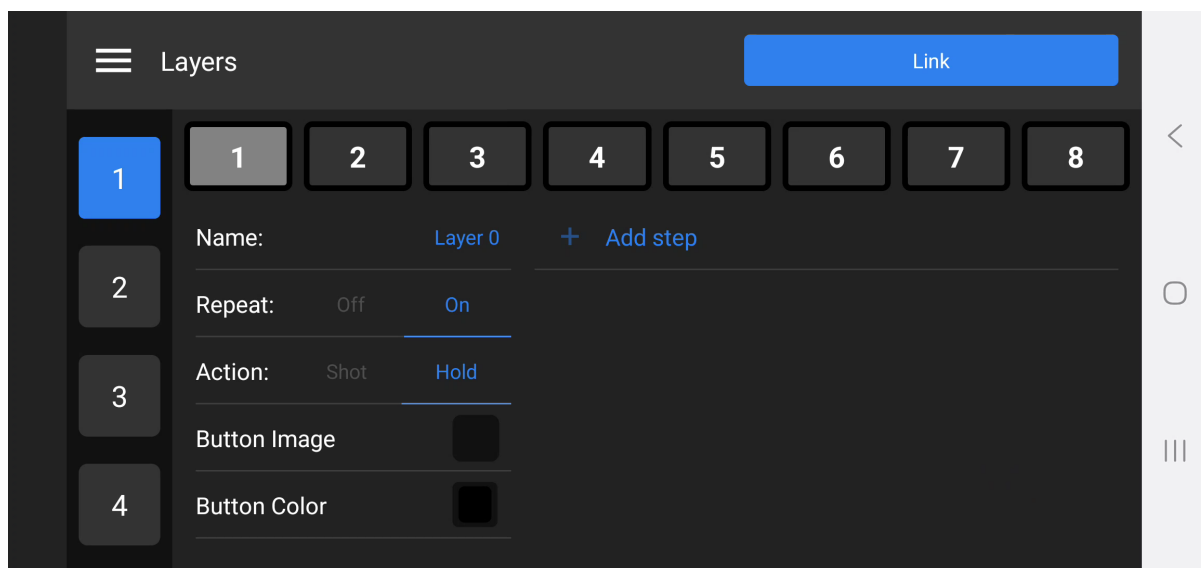 Layers
Link
1 2 3 4 5 6 7 8
1
2
3
4
Name: Layer 0
Repeat: Off On
Action: Shot Hold
Button Image
Button Color
+ Add step